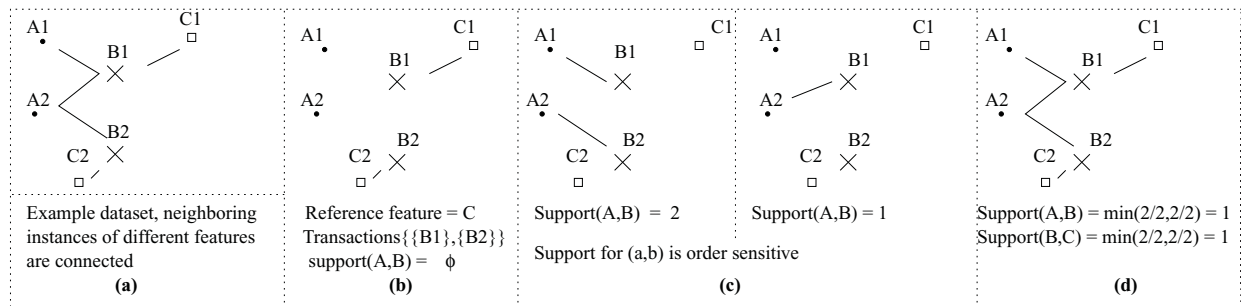 A1
C1
B1
A2
B2
C2
Example dataset, neighboring
instances of different features
are connected
(a)
A1
C1
B1
A2
B2
C2
Reference feature = C
Transactions{{B1},{B2}}
support(A,B) = ϕ
(b)
A1
C1
B1
A2
B2
C2
Support(A,B) = 2
A1
C1
B1
A2
B2
C2
Support(A,B) = 1
Support for (a,b) is order sensitive
(c)
A1
C1
B1
A2
B2
C2
Support(A,B) = min(2/2,2/2) = 1
Support(B,C) = min(2/2,2/2) = 1
(d)